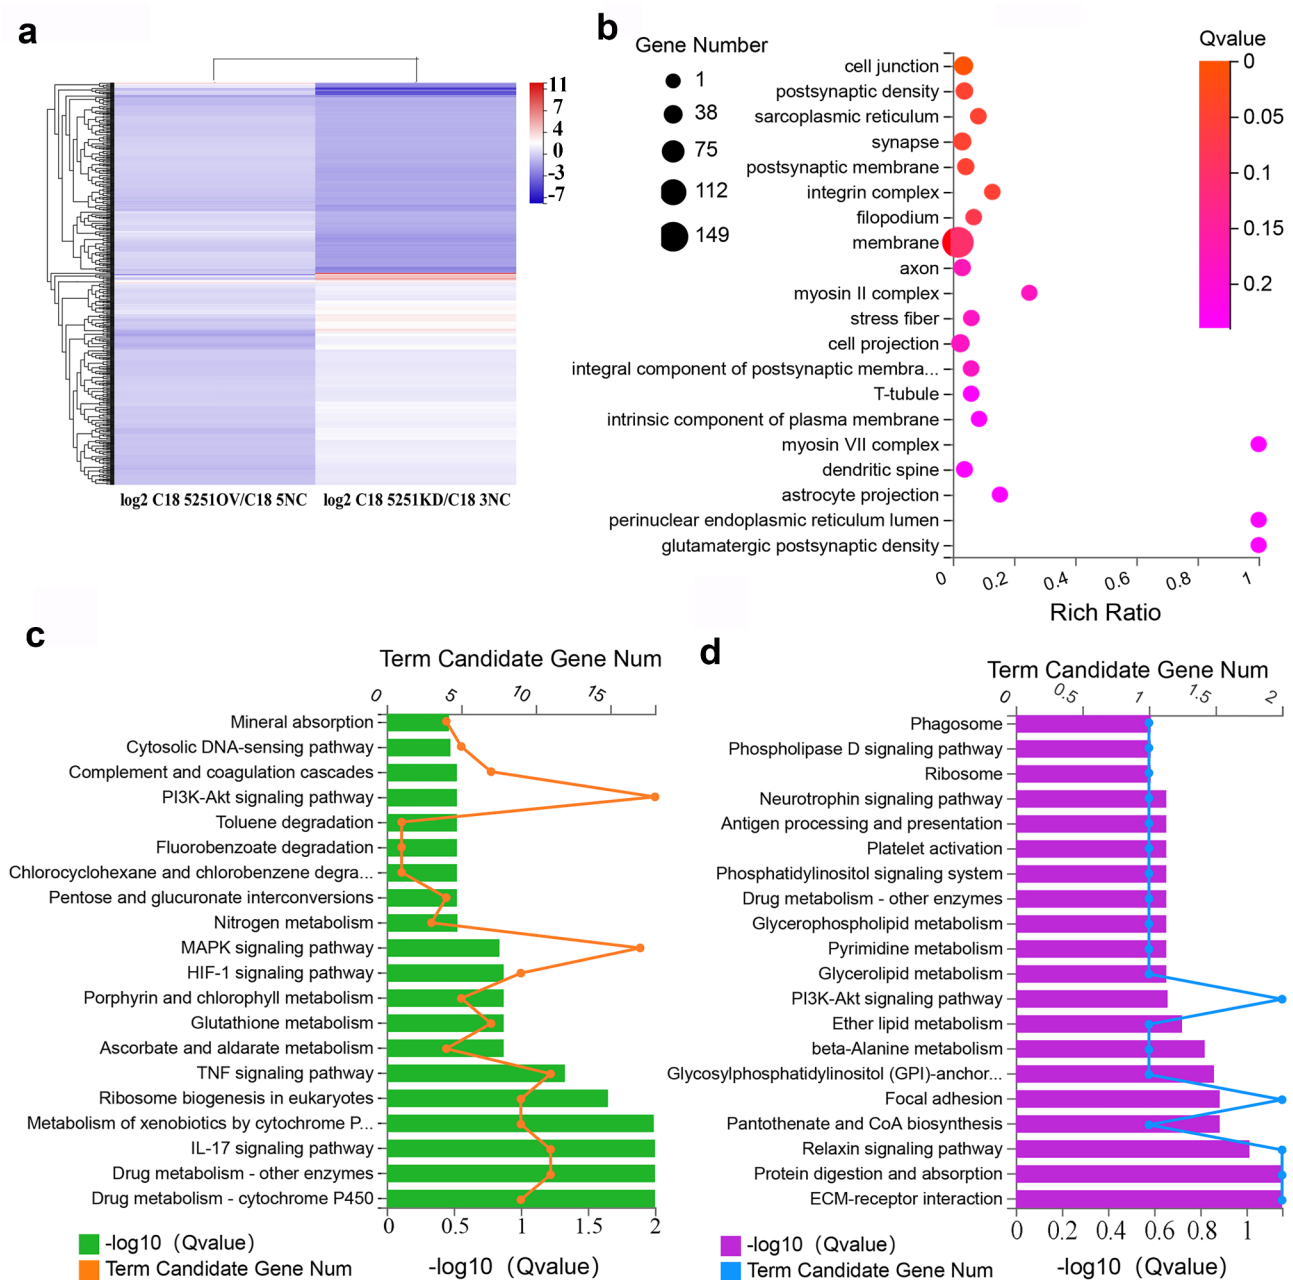 a
11
7
4
0
-3
-7
log2 C18 5251OV/C18 5NC
log2 C18 5251KD/C18 3NC
b
Gene Number
1
38
75
112
149
cell junction
postsynaptic density
sarcoplasmic reticulum
synapse
postsynaptic membrane
integrin complex
filopodium
membrane
axon
myosin II complex
stress fiber
cell projection
integral component of postsynaptic membra...
T-tubule
intrinsic component of plasma membrane
myosin VII complex
dendritic spine
astrocyte projection
perinuclear endoplasmic reticulum lumen
glutamatergic postsynaptic density
0 0.2 0.4 0.6 0.8 1
Rich Ratio
Qvalue
0
0.05
0.1
0.15
0.2
c
Term Candidate Gene Num
0 5 10 15
Mineral absorption
Cytosolic DNA-sensing pathway
Complement and coagulation cascades
PI3K-Akt signaling pathway
Toluene degradation
Fluorobenzoate degradation
Chlorocyclohexane and chlorobenzene degra...
Pentose and glucuronate interconversions
Nitrogen metabolism
MAPK signaling pathway
HIF-1 signaling pathway
Porphyrin and chlorophyll metabolism
Glutathione metabolism
Ascorbate and aldarate metabolism
TNF signaling pathway
Ribosome biogenesis in eukaryotes
Metabolism of xenobiotics by cytochrome P...
IL-17 signaling pathway
Drug metabolism - other enzymes
Drug metabolism - cytochrome P450
0 0.5 1 1.5 2
-log10（Qvalue）
-log10（Qvalue）
Term Candidate Gene Num
d
Term Candidate Gene Num
0 0.5 1 1.5 2
Phagosome
Phospholipase D signaling pathway
Ribosome
Neurotrophin signaling pathway
Antigen processing and presentation
Platelet activation
Phosphatidylinositol signaling system
Drug metabolism - other enzymes
Glycerophospholipid metabolism
Pyrimidine metabolism
Glycerolipid metabolism
PI3K-Akt signaling pathway
Ether lipid metabolism
beta-Alanine metabolism
Glycosylphosphatidylinositol (GPI)-anchor...
Focal adhesion
Pantothenate and CoA biosynthesis
Relaxin signaling pathway
Protein digestion and absorption
ECM-receptor interaction
0 0.2 0.4 0.6 0.8 1
-log10（Qvalue）
-log10（Qvalue）
Term Candidate Gene Num